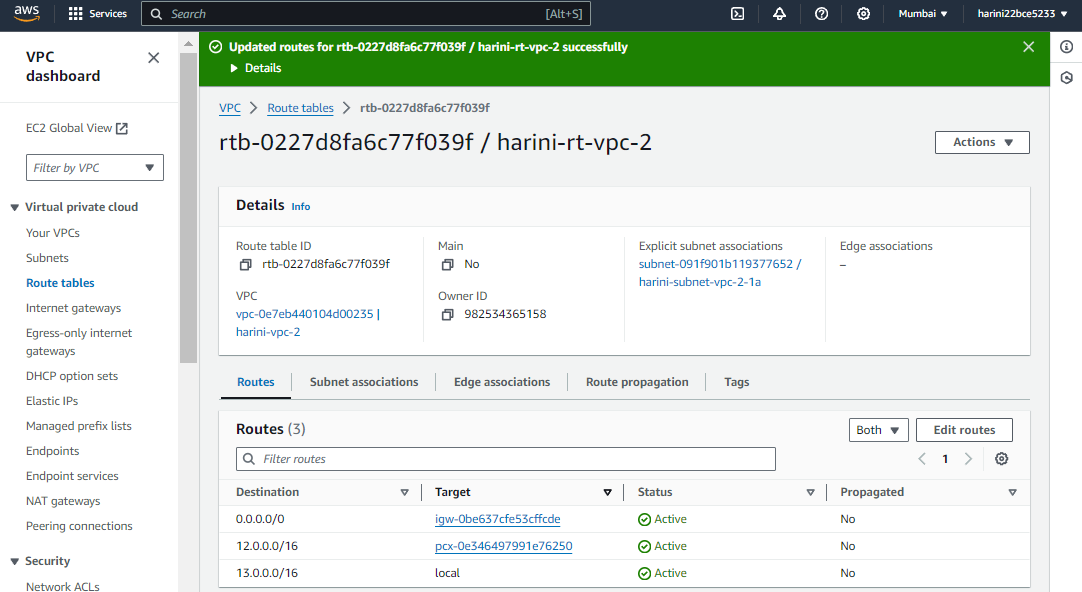 aws
Services
Search
[Alt+S]
Mumbai
harini22bce5233
VPC
dashboard
EC2 Global View
Filter by VPC
Virtual private cloud
Your VPCs
Subnets
Route tables
Internet gateways
Egress-only internet
gateways
DHCP option sets
Elastic IPs
Managed prefix lists
Endpoints
Endpoint services
NAT gateways
Peering connections
Security
Network ACLs
Updated routes for rtb-0227d8fa6c77f039f / harini-rt-vpc-2 successfully
Details
VPC > Route tables > rtb-0227d8fa6c77f039f
rtb-0227d8fa6c77f039f / harini-rt-vpc-2
Actions
Details Info
Route table ID
rtb-0227d8fa6c77f039f
Main
No
Explicit subnet associations
subnet-091f901b119377652 /
harini-subnet-vpc-2-1a
Edge associations
–
VPC
vpc-0e7eb440104d00235 |
harini-vpc-2
Owner ID
982534365158
Routes Subnet associations Edge associations Route propagation Tags
Routes (3)
Both
Edit routes
Filter routes
1
Destination Target Status Propagated
0.0.0.0/0 igw-0be637cfe53cffcde Active No
12.0.0.0/16 pcx-0e346497991e76250 Active No
13.0.0.0/16 local Active No